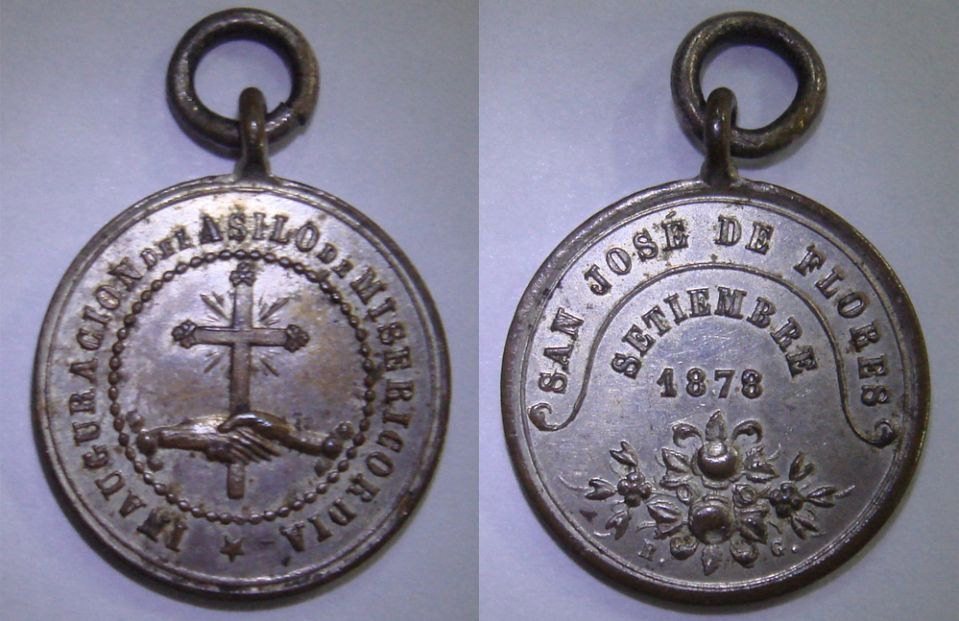 INAUGURACION DEL ASILO DE MISERICORDIA
SAN JOSÉ DE FLORES
SETIEMBRE
1878
R. G.